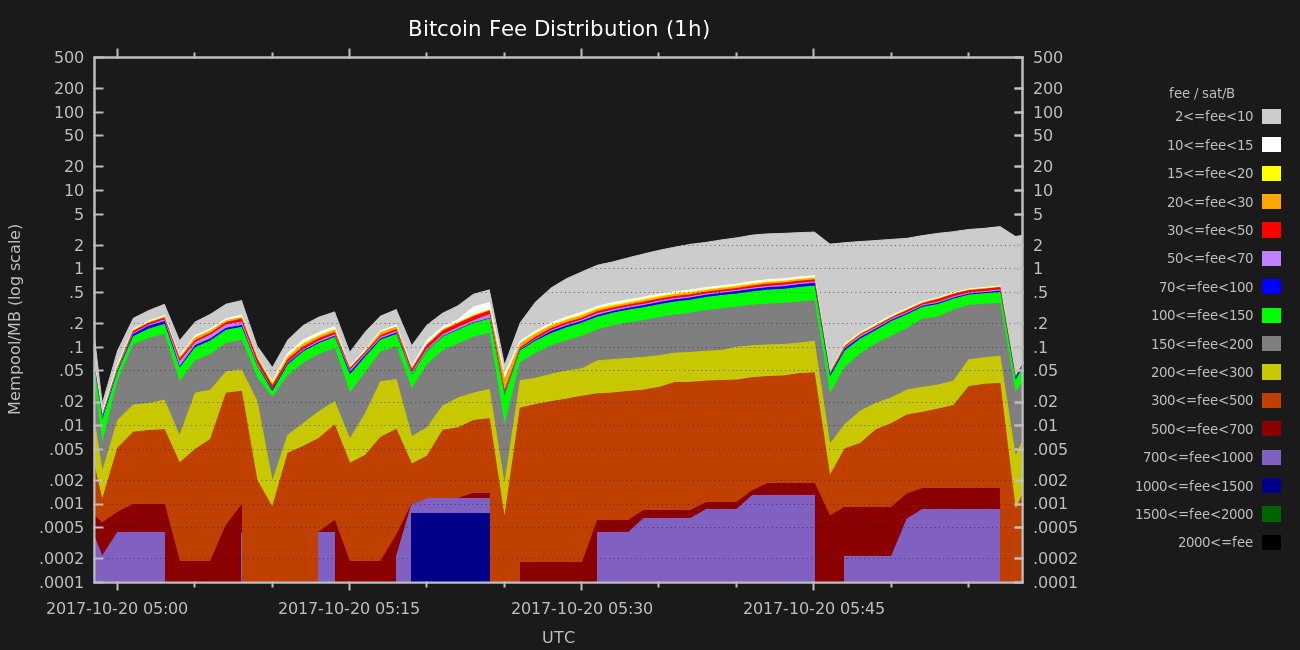 Bitcoin Fee Distribution (1h)
Mempool/MB (log scale)
500
200
100
50
20
10
5
2
1
.5
.2
.1
.05
.02
.01
.005
.002
.001
.0005
.0002
.0001
500
200
100
50
20
10
5
2
1
.5
.2
.1
.05
.02
.01
.005
.002
.001
.0005
.0002
.0001
2017-10-20 05:00
2017-10-20 05:15
2017-10-20 05:30
2017-10-20 05:45
UTC
fee / sat/B
2<=fee<10
10<=fee<15
15<=fee<20
20<=fee<30
30<=fee<50
50<=fee<70
70<=fee<100
100<=fee<150
150<=fee<200
200<=fee<300
300<=fee<500
500<=fee<700
700<=fee<1000
1000<=fee<1500
1500<=fee<2000
2000<=fee